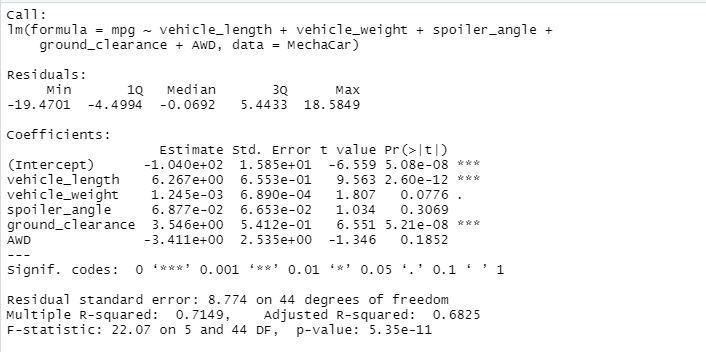 Call:
lm(formula = mpg ~ vehicle_length + vehicle_weight + spoiler_angle +
    ground_clearance + AWD, data = MechaCar)

Residuals:
     Min       1Q   Median       3Q      Max
-19.4701  -4.4994  -0.0692   5.4433  18.5849

Coefficients:
                   Estimate Std. Error t value Pr(>|t|)
(Intercept)      -1.040e+02  1.585e+01  -6.559 5.08e-08 ***
vehicle_length    6.267e+00  6.553e-01   9.563 2.60e-12 ***
vehicle_weight    1.245e-03  6.890e-04   1.807   0.0776 .
spoiler_angle     6.877e-02  6.653e-02   1.034   0.3069
ground_clearance  3.546e+00  5.412e-01   6.551 5.21e-08 ***
AWD              -3.411e+00  2.535e+00  -1.346   0.1852
---
Signif. codes:  0 ‘***’ 0.001 ‘**’ 0.01 ‘*’ 0.05 ‘.’ 0.1 ‘ ’ 1

Residual standard error: 8.774 on 44 degrees of freedom
Multiple R-squared:  0.7149,    Adjusted R-squared:  0.6825
F-statistic: 22.07 on 5 and 44 DF,  p-value: 5.35e-11